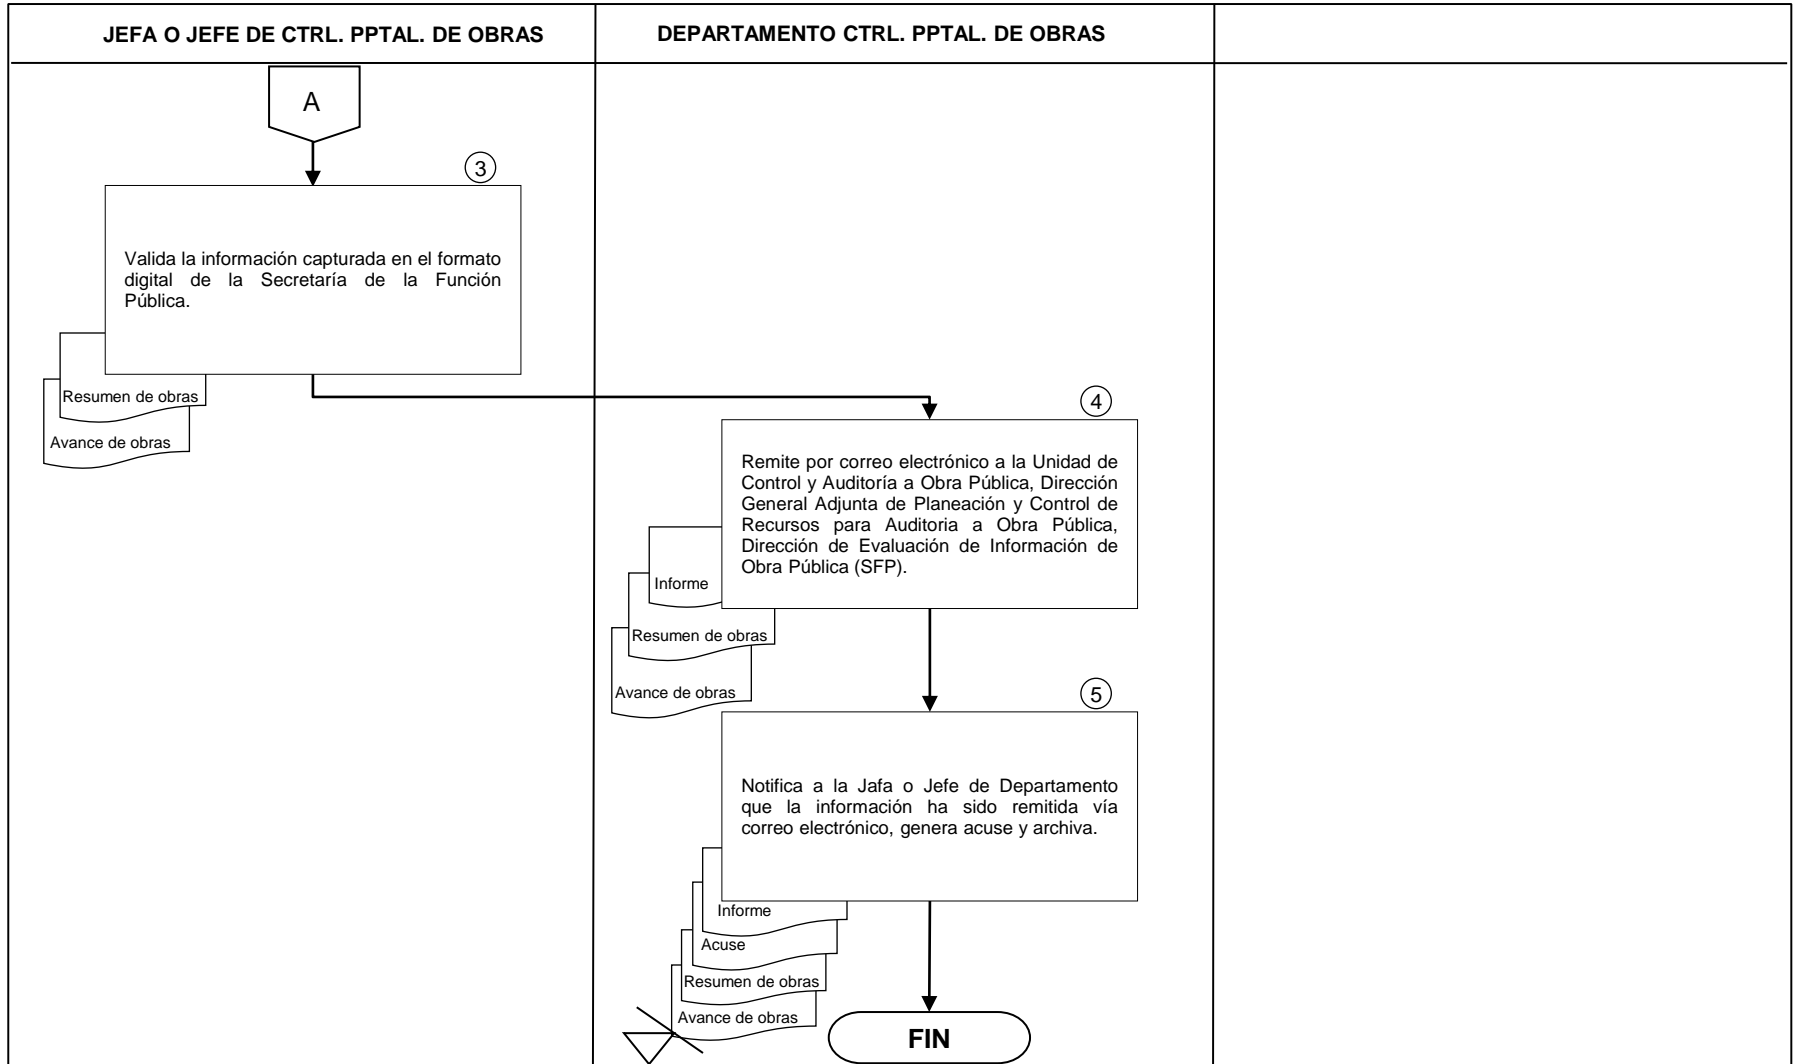 JEFA O JEFE DE CTRL. PPTAL. DE OBRAS
DEPARTAMENTO CTRL. PPTAL. DE OBRAS
A
3
Valida la información capturada en el formato
digital de la Secretaría de la Función
Pública.
Resumen de obras
Avance de obras
4
Remite por correo electrónico a la Unidad de
Control y Auditoría a Obra Pública, Dirección
General Adjunta de Planeación y Control de
Recursos para Auditoria a Obra Pública,
Dirección de Evaluación de Información de
Obra Pública (SFP).
Informe
Resumen de obras
Avance de obras
5
Notifica a la Jafa o Jefe de Departamento
que la información ha sido remitida vía
correo electrónico, genera acuse y archiva.
Informe
Acuse
Resumen de obras
Avance de obras
FIN